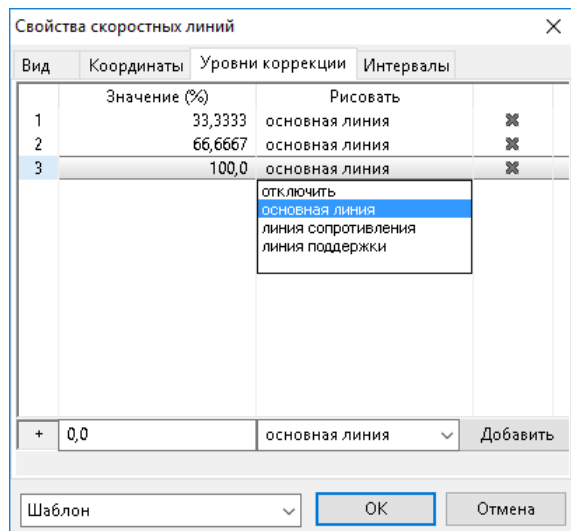 Свойства скоростных линий
Вид Координаты Уровни коррекции Интервалы
Значение (%) Рисовать
1 33,3333 основная линия
2 66,6667 основная линия
3 100,0 основная линия
отключить
основная линия
линия сопротивления
линия поддержки
+ 0,0 основная линия Добавить
Шаблон OK Отмена